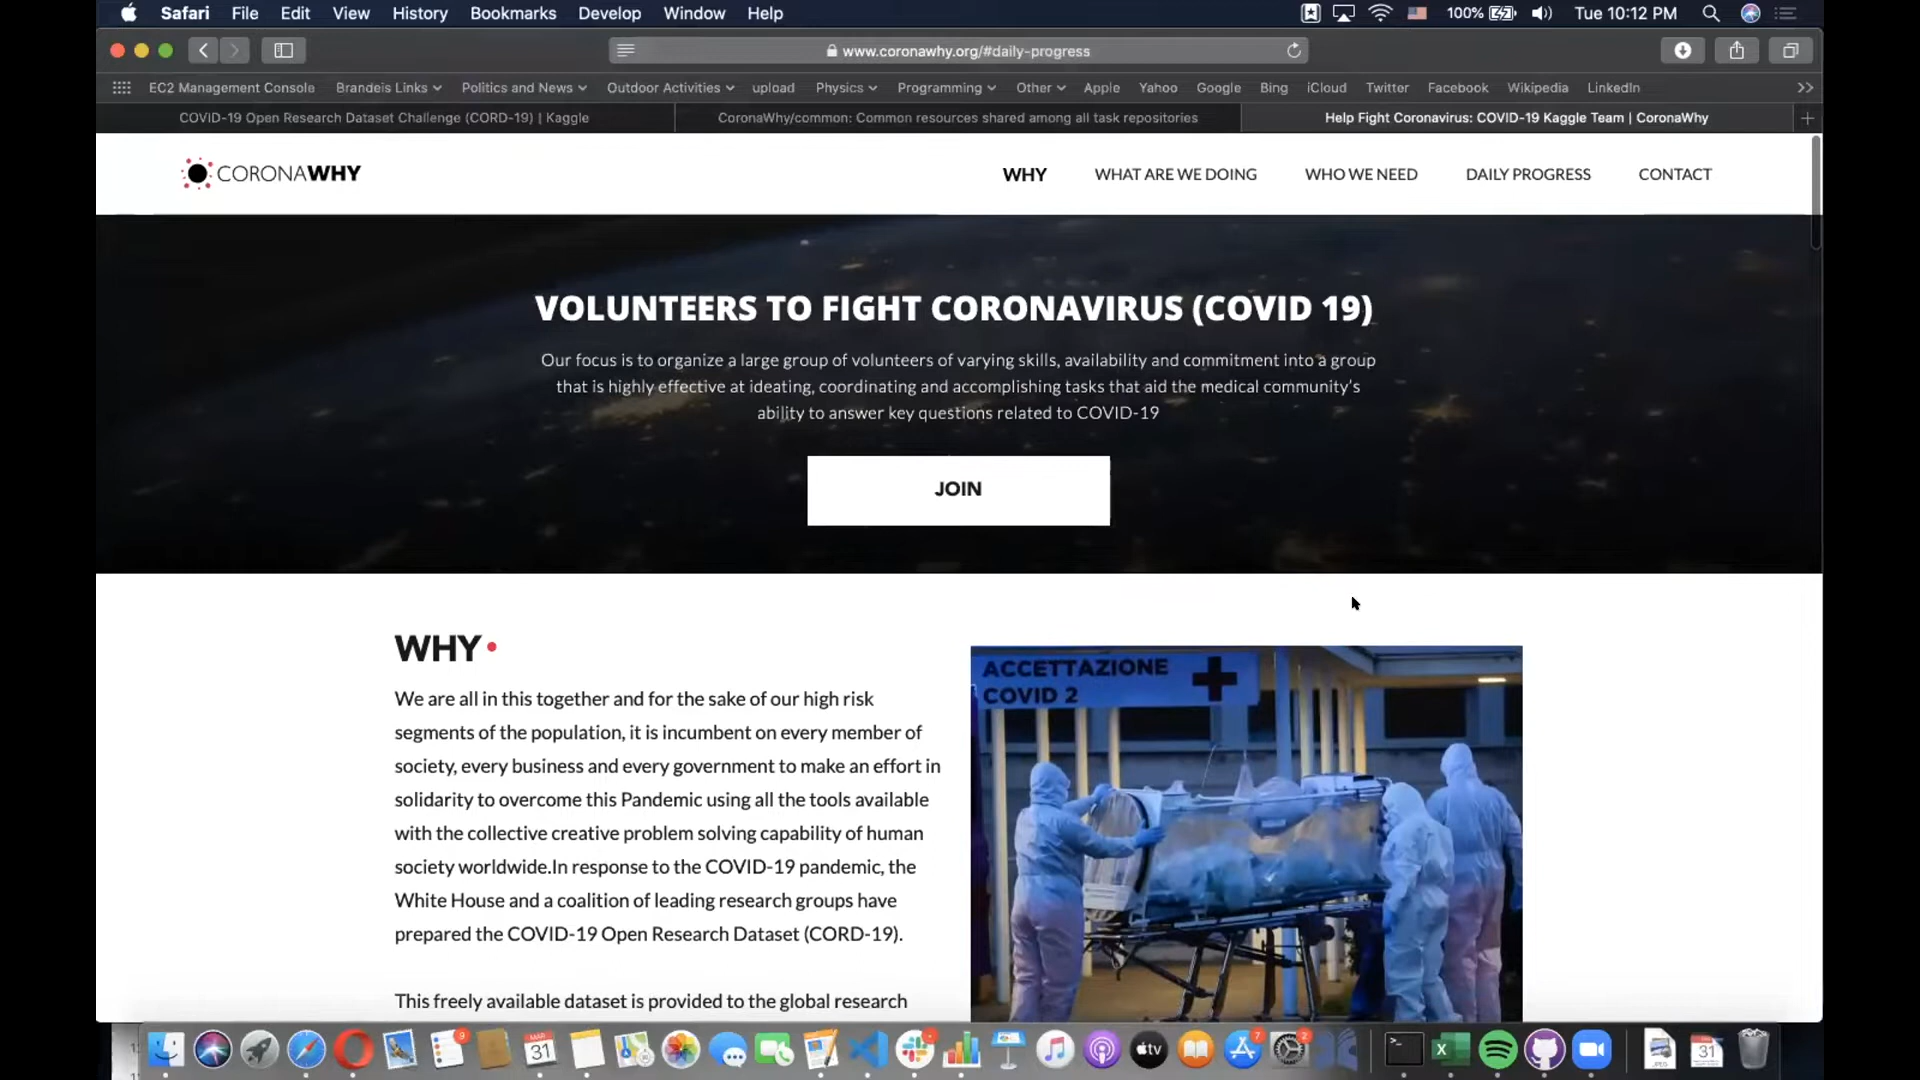 Safari File Edit View History Bookmarks Develop Window Help 100% Tue 10:12 PM
www.coronawhy.org/#daily-progress
EC2 Management Console Brandeis Links Politics and News Outdoor Activities upload Physics Programming Other Apple Yahoo Google Bing iCloud Twitter Facebook Wikipedia LinkedIn
COVID-19 Open Research Dataset Challenge (CORD-19) | Kaggle CoronaWhy/common: Common resources shared among all task repositories Help Fight Coronavirus: COVID-19 Kaggle Team | CoronaWhy
CORONAWHY WHY WHAT ARE WE DOING WHO WE NEED DAILY PROGRESS CONTACT
VOLUNTEERS TO FIGHT CORONAVIRUS (COVID 19)
Our focus is to organize a large group of volunteers of varying skills, availability and commitment into a group
that is highly effective at ideating, coordinating and accomplishing tasks that aid the medical community's
ability to answer key questions related to COVID-19
JOIN
WHY
We are all in this together and for the sake of our high risk
segments of the population, it is incumbent on every member of
society, every business and every government to make an effort in
solidarity to overcome this Pandemic using all the tools available
with the collective creative problem solving capability of human
society worldwide.In response to the COVID-19 pandemic, the
White House and a coalition of leading research groups have
prepared the COVID-19 Open Research Dataset (CORD-19).
This freely available dataset is provided to the global research
ACCETTAZIONE
COVID 2
9 MAR 31 tv 7 2 X JPEG 31